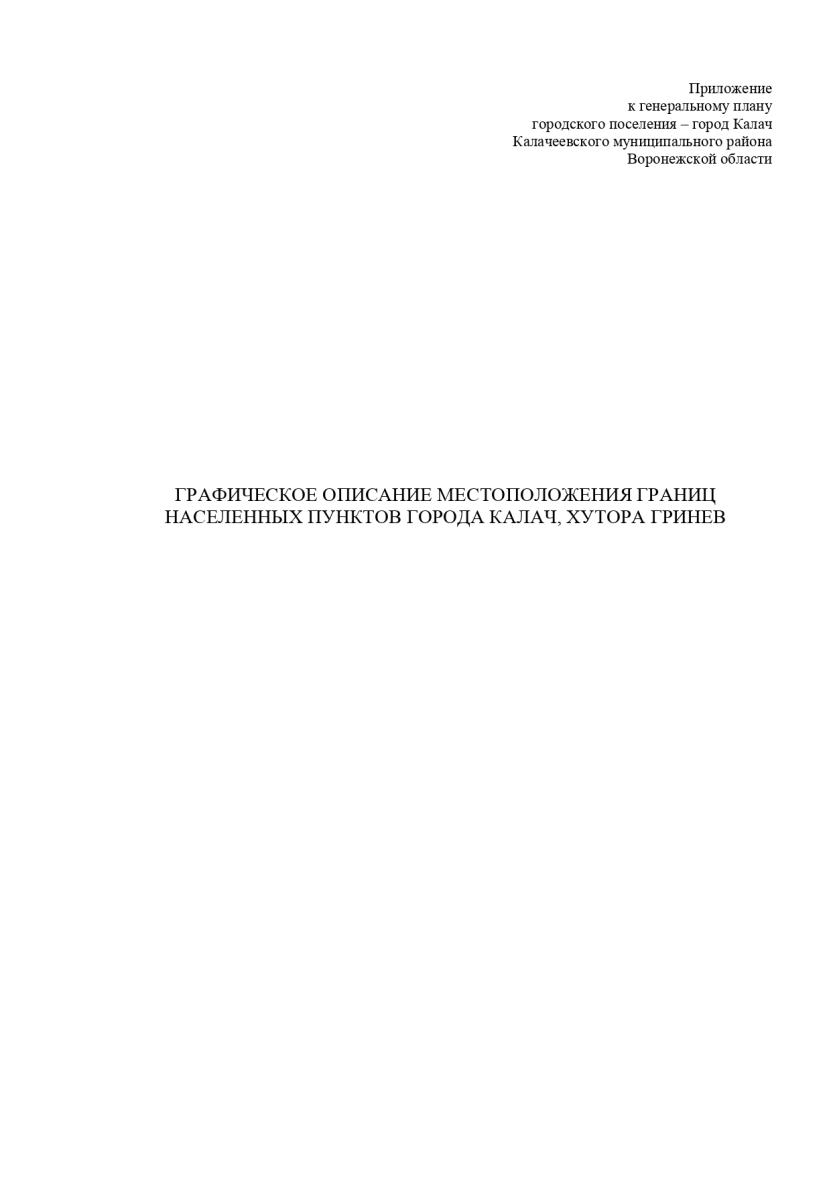 Приложение
к генеральному плану
городского поселения – город Калач
Калачеевского муниципального района
Воронежской области
ГРАФИЧЕСКОЕ ОПИСАНИЕ МЕСТОПОЛОЖЕНИЯ ГРАНИЦ
НАСЕЛЕННЫХ ПУНКТОВ ГОРОДА КАЛАЧ, ХУТОРА ГРИНЕВ